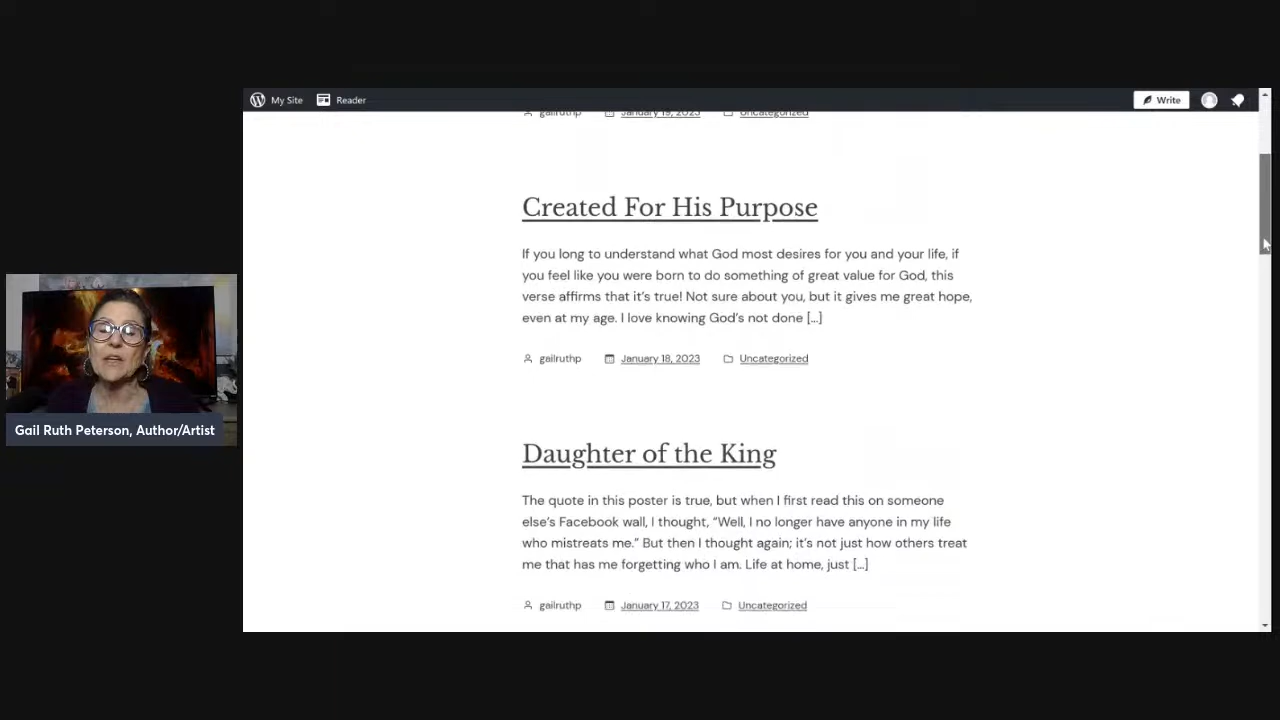 My Site
Reader
Write
gailruthp
January 19, 2023
Uncategorized
Created For His Purpose
If you long to understand what God most desires for you and your life, if
you feel like you were born to do something of great value for God, this
verse affirms that it’s true! Not sure about you, but it gives me great hope,
even at my age. I love knowing God’s not done […]
gailruthp
January 18, 2023
Uncategorized
Gail Ruth Peterson, Author/Artist
Daughter of the King
The quote in this poster is true, but when I first read this on someone
else’s Facebook wall, I thought, “Well, I no longer have anyone in my life
who mistreats me.” But then I thought again; it’s not just how others treat
me that has me forgetting who I am. Life at home, just […]
gailruthp
January 17, 2023
Uncategorized